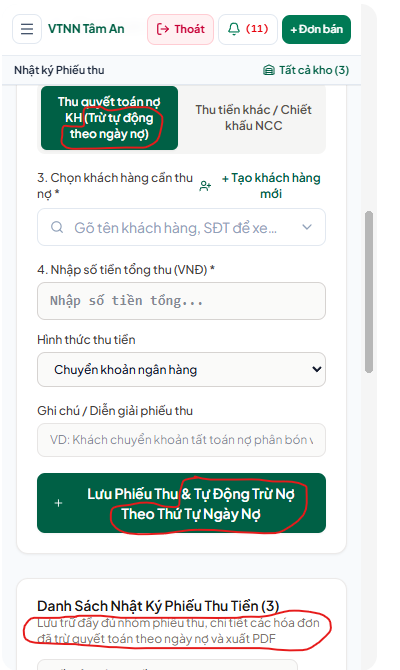 VTNN Tâm An
Thoát
(11)
+ Đơn bán
Nhật ký Phiếu thu
Tất cả kho (3)
Thu quyết toán nợ
KH (Trừ tự động
theo ngày nợ)
Thu tiền khác / Chiết
khấu NCC
3. Chọn khách hàng cần thu
nợ *
+ Tạo khách hàng
mới
Gõ tên khách hàng, SĐT để xe...
4. Nhập số tiền tổng thu (VNĐ) *
Nhập số tiền tổng...
Hình thức thu tiền
Chuyển khoản ngân hàng
Ghi chú / Diễn giải phiếu thu
VD: Khách chuyển khoản tất toán nợ phân bón v
+ Lưu Phiếu Thu & Tự Động Trừ Nợ
Theo Thứ Tự Ngày Nợ
Danh Sách Nhật Ký Phiếu Thu Tiền (3)
Lưu trữ đầy đủ nhóm phiếu thu, chi tiết các hóa đơn
đã trừ quyết toán theo ngày nợ và xuất PDF